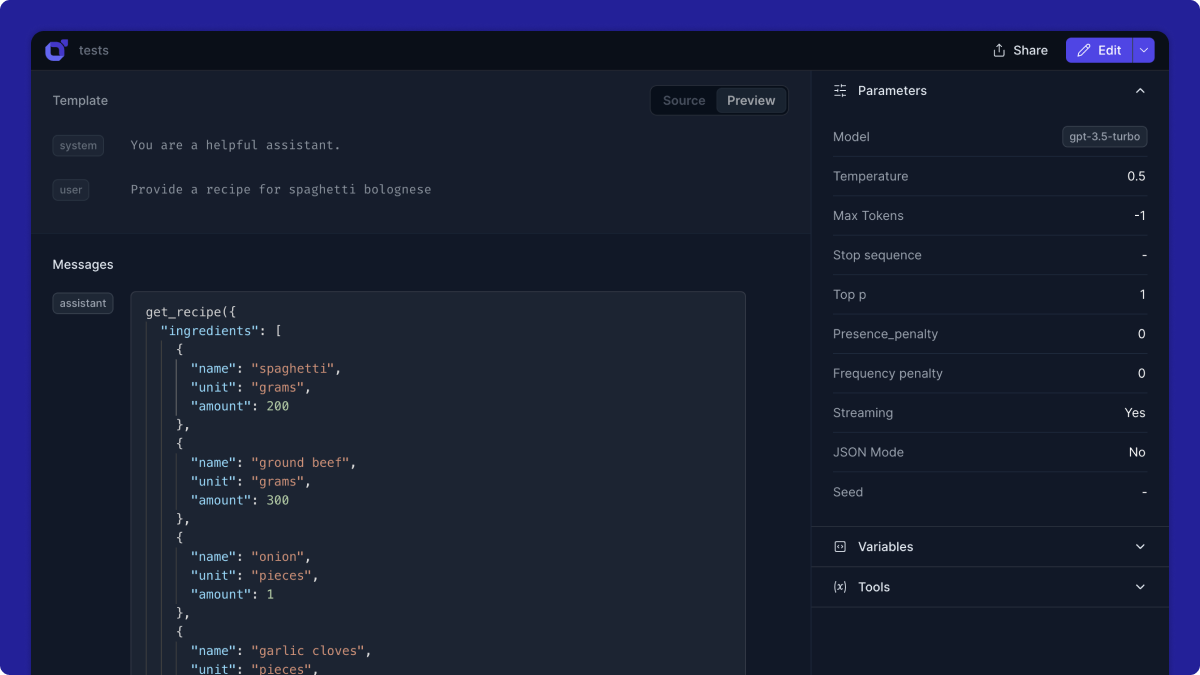 tests
Share
Edit
Template
Source
Preview
system
You are a helpful assistant.
user
Provide a recipe for spaghetti bolognese
Messages
assistant
get_recipe({
"ingredients": [
{
"name": "spaghetti",
"unit": "grams",
"amount": 200
},
{
"name": "ground beef",
"unit": "grams",
"amount": 300
},
{
"name": "onion",
"unit": "pieces",
"amount": 1
},
{
"name": "garlic cloves",
"unit": "pieces",
Parameters
Model gpt-3.5-turbo
Temperature 0.5
Max Tokens -1
Stop sequence -
Top p 1
Presence_penalty 0
Frequency penalty 0
Streaming Yes
JSON Mode No
Seed -
Variables
(x) Tools